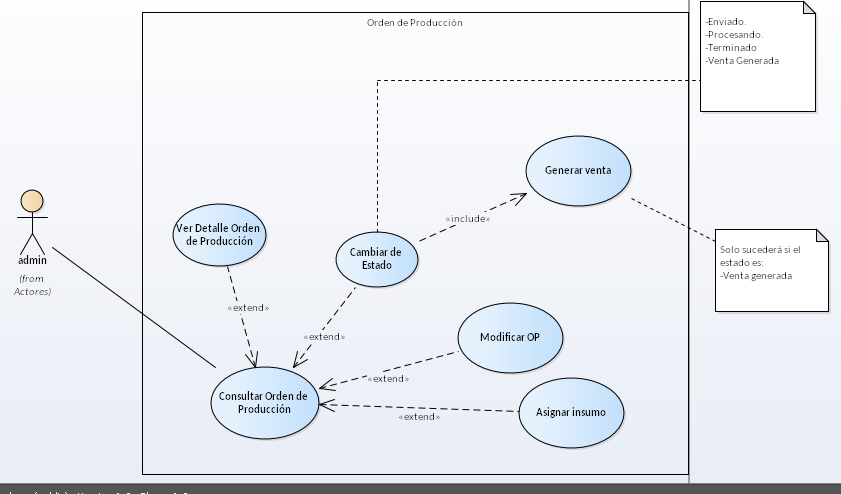 Orden de Producción
-Enviado.
-Procesando.
-Terminado
-Venta Generada
Generar venta
«include»
Ver Detalle Orden
de Producción
Cambiar de
Estado
Solo sucederá si el
estado es:
-Venta generada
admin
(from
Actores)
«extend»
«extend»
Modificar OP
«extend»
Consultar Orden de
Producción
Asignar insumo
«extend»